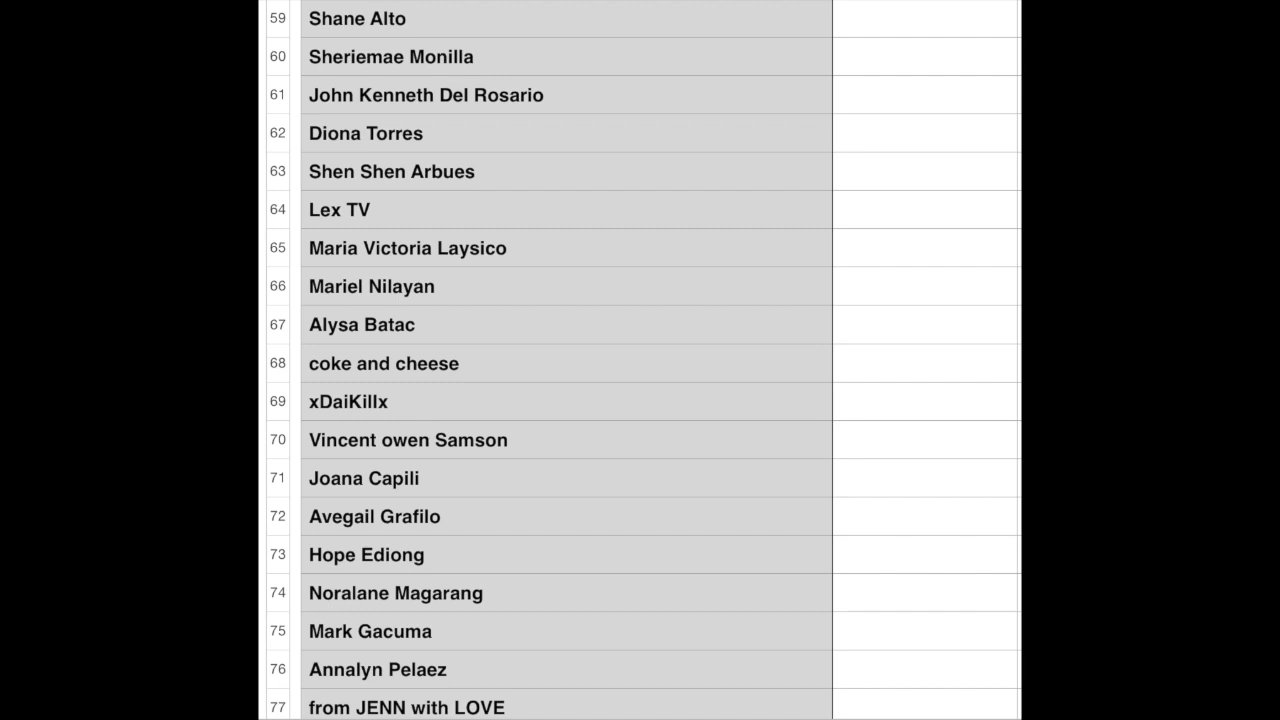 59 Shane Alto
60 Sheriemae Monilla
61 John Kenneth Del Rosario
62 Diona Torres
63 Shen Shen Arbues
64 Lex TV
65 Maria Victoria Laysico
66 Mariel Nilayan
67 Alysa Batac
68 coke and cheese
69 xDaiKillx
70 Vincent owen Samson
71 Joana Capili
72 Avegail Grafilo
73 Hope Ediong
74 Noralane Magarang
75 Mark Gacuma
76 Annalyn Pelaez
77 from JENN with LOVE